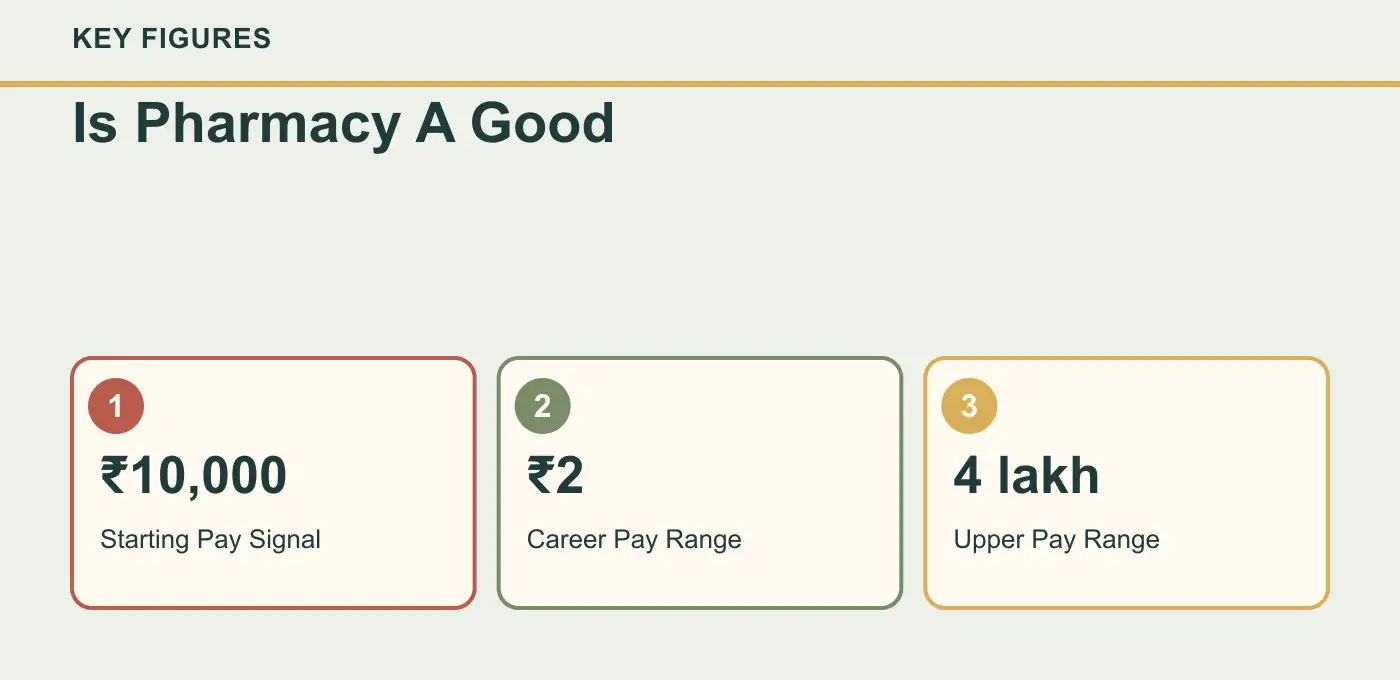 KEY FIGURES
Is Pharmacy A Good
1
₹10,000
Starting Pay Signal
2
₹2
Career Pay Range
3
4 lakh
Upper Pay Range